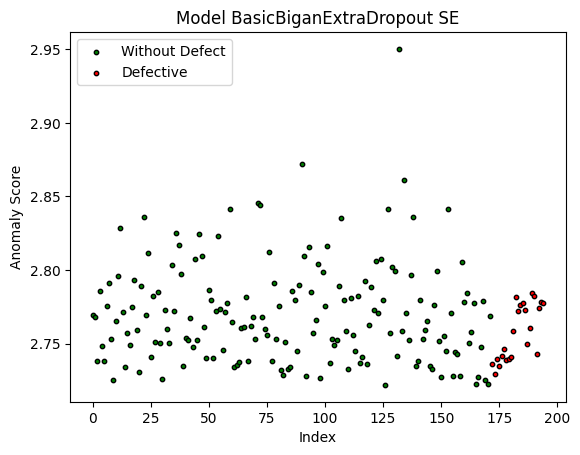 Model BasicBiganExtraDropout SE
Without Defect
Defective
Anomaly Score
2.95
2.90
2.85
2.80
2.75
0 25 50 75 100 125 150 175 200
Index